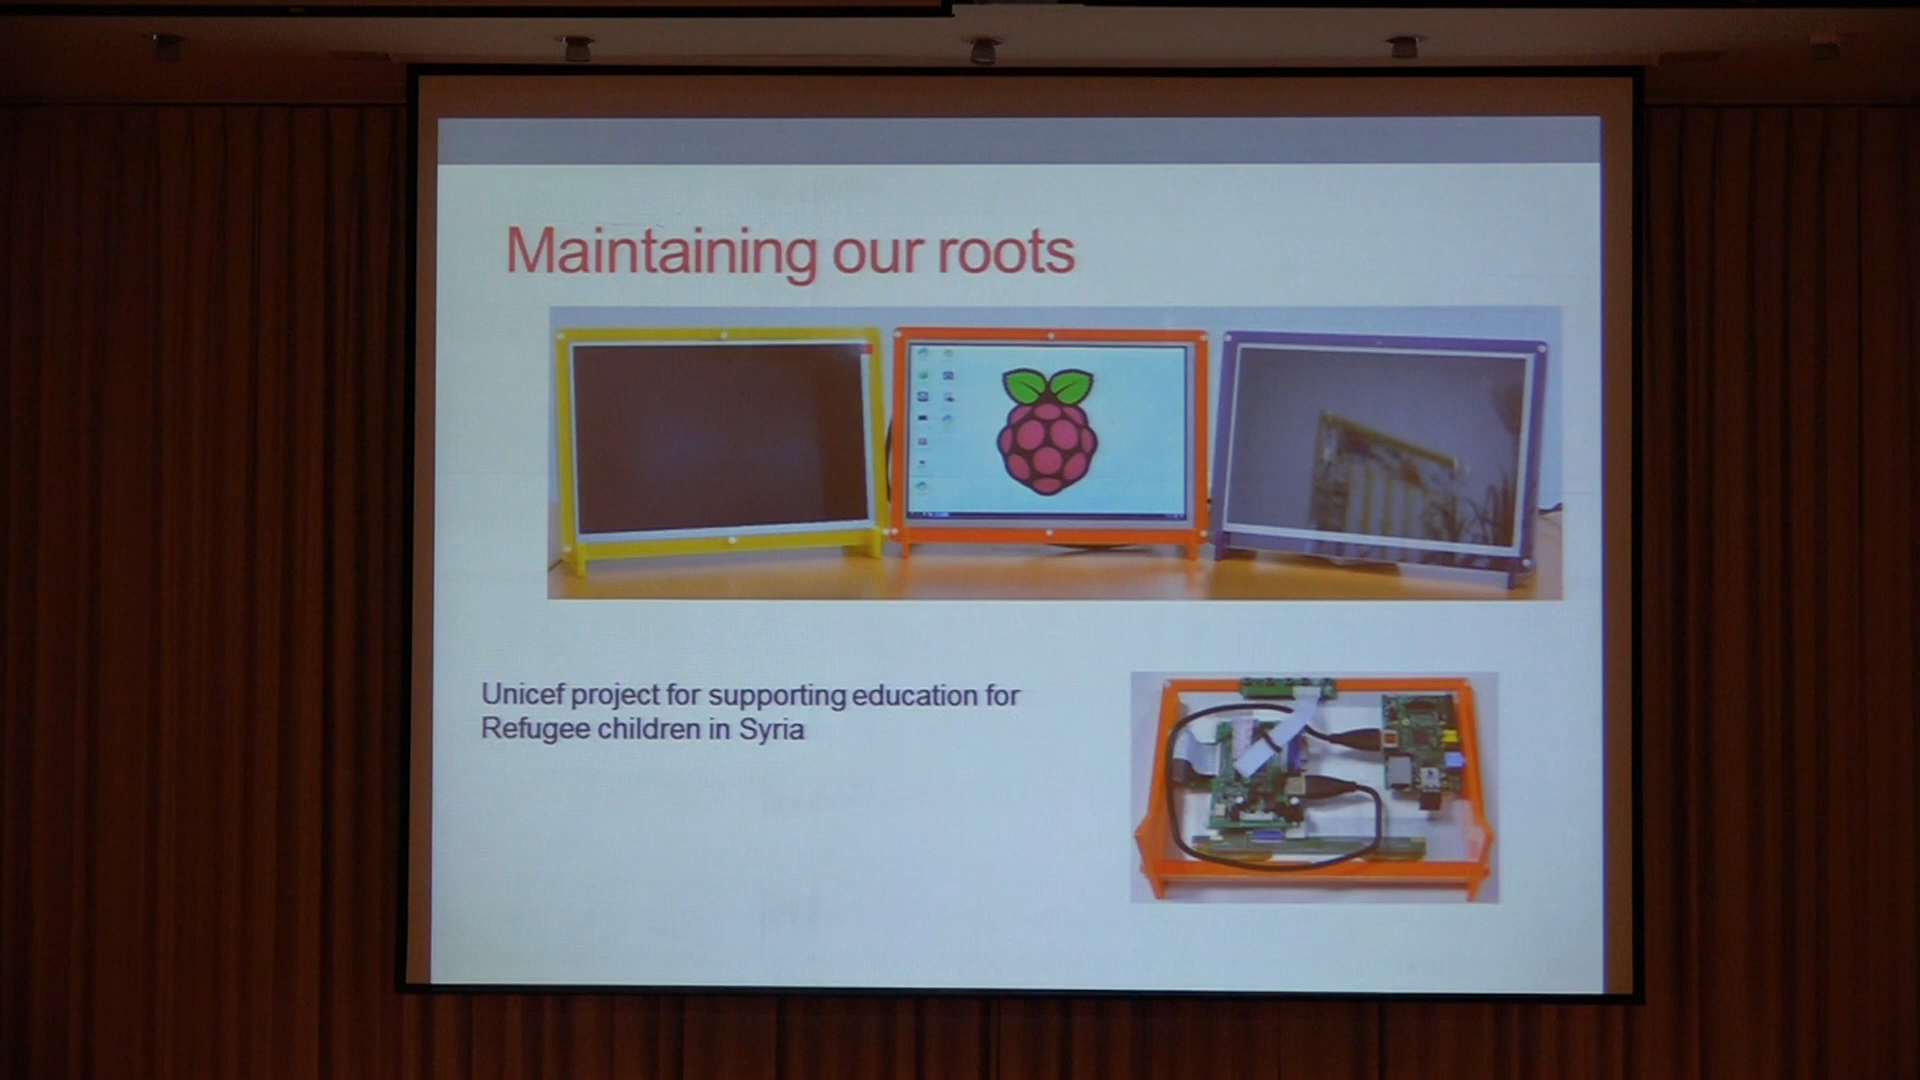 Maintaining our roots
Unicef project for supporting education for
Refugee children in Syria